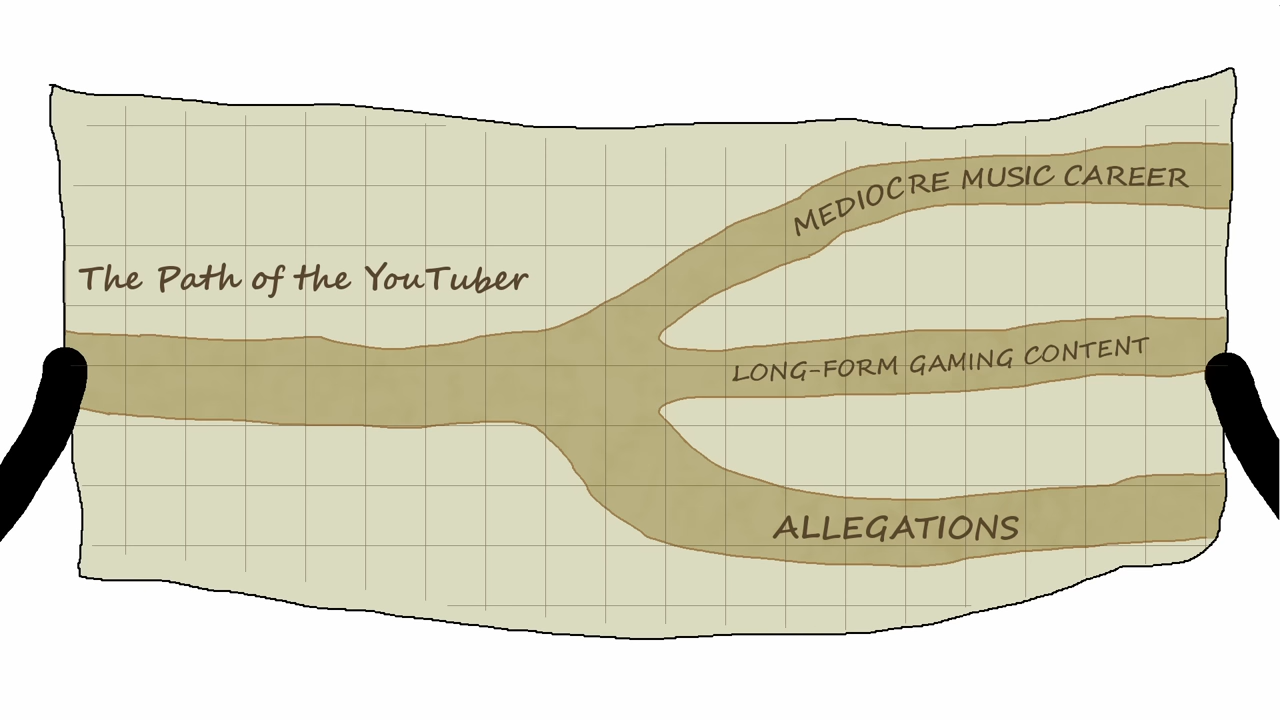 The Path of the YouTuber
MEDIOCRE MUSIC CAREER
LONG-FORM GAMING CONTENT
ALLEGATIONS